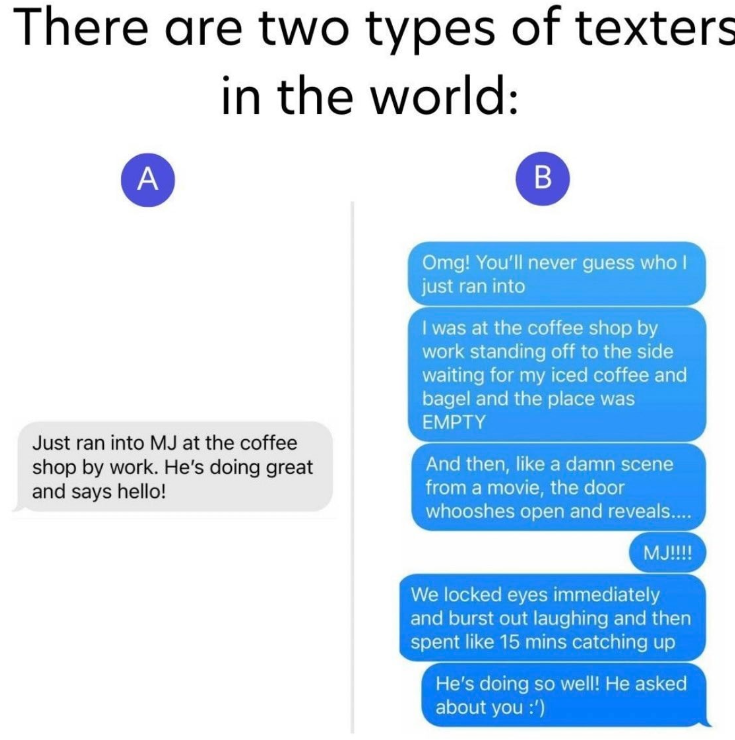 There are two types of texters
in the world:
A
Just ran into MJ at the coffee
shop by work. He's doing great
and says hello!
B
Omg! You'll never guess who I
just ran into
I was at the coffee shop by
work standing off to the side
waiting for my iced coffee and
bagel and the place was
EMPTY
And then, like a damn scene
from a movie, the door
whooshes open and reveals....
MJ!!!!
We locked eyes immediately
and burst out laughing and then
spent like 15 mins catching up
He's doing so well! He asked
about you :')